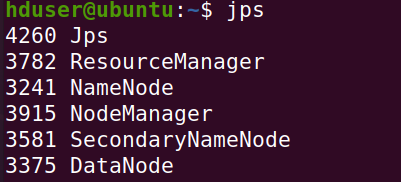 hduser@ubuntu:~$ jps
4260 Jps
3782 ResourceManager
3241 NameNode
3915 NodeManager
3581 SecondaryNameNode
3375 DataNode